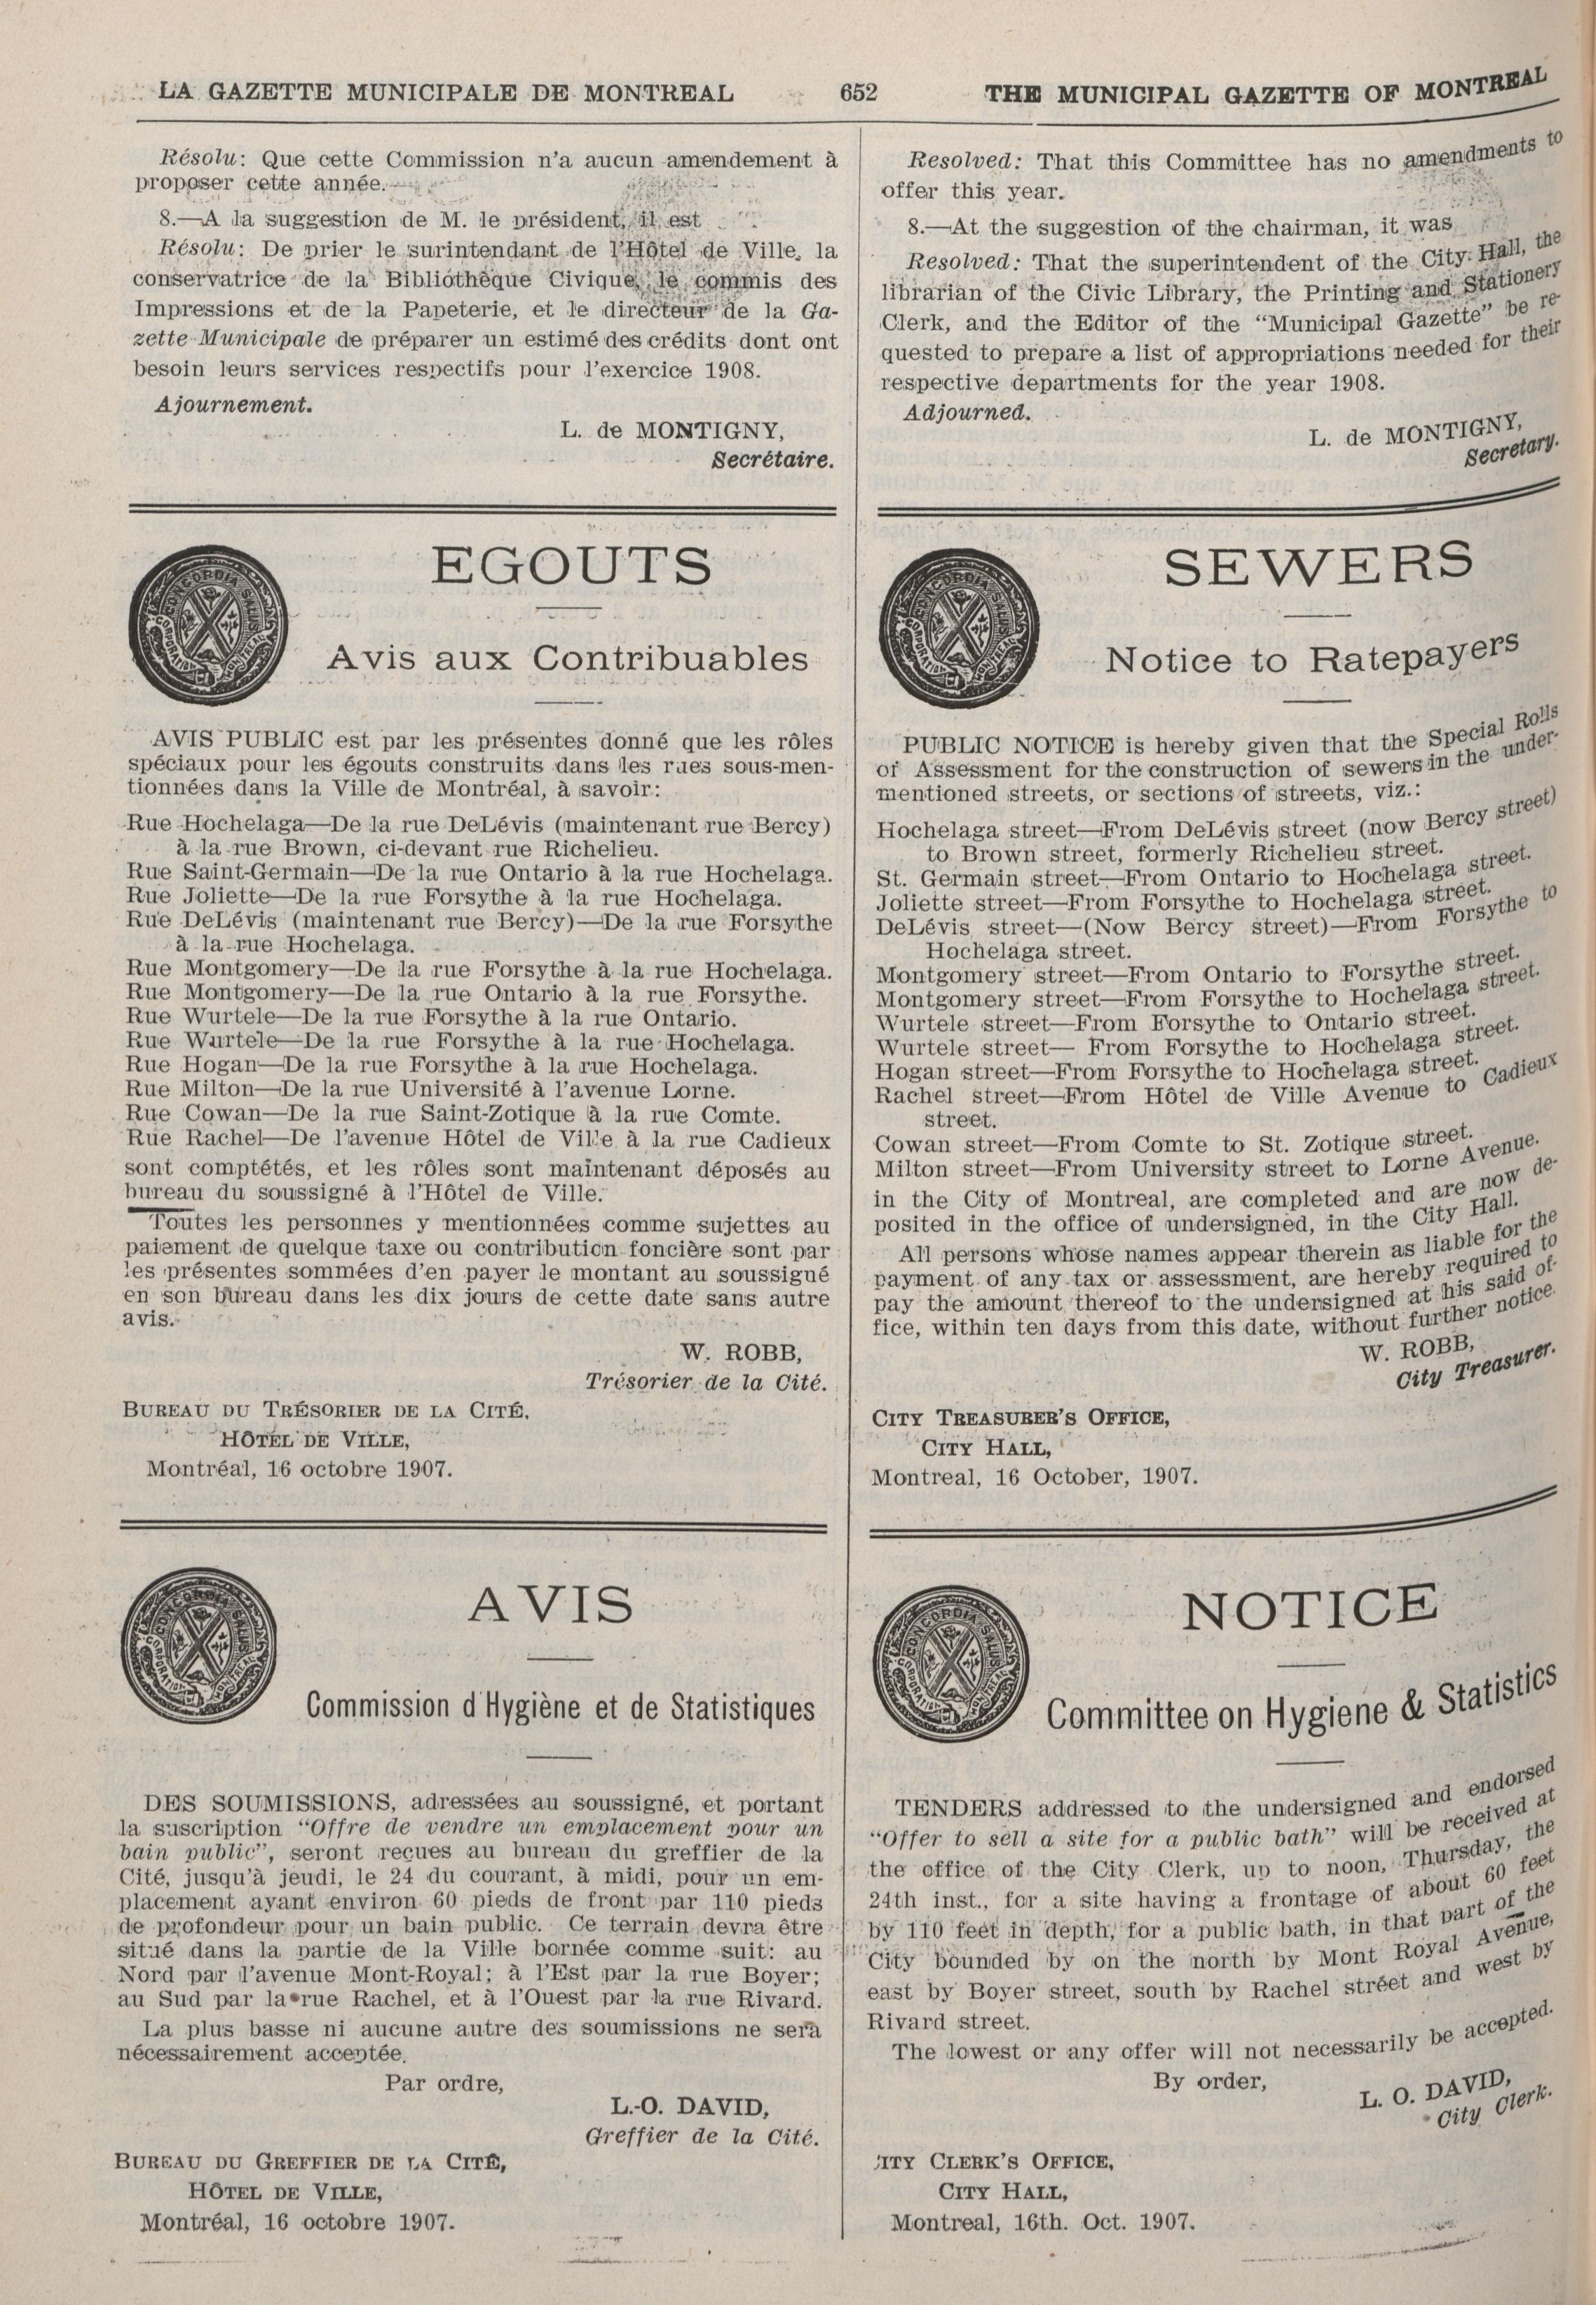 LA GAZETTE MUNICIPALE DE MONTREAL 652 THE MUNICIPAL GAZETTE OF MONTREAL
Résolu: Que cette Commission n'a aucun amendement à
proposer cette année.
8.—A la suggestion de M. le président, il est
Résolu: De prier le surintendant de l'Hôtel de Ville, la
conservatrice de la Bibliothèque Civique, le commis des
Impressions et de la Papeterie, et le directeur de la Ga-
zette Municipale de préparer un estimé des crédits dont ont
besoin leurs services respectifs pour l'exercice 1908.
Ajournement.
L. de MONTIGNY,
Secrétaire.
EGOUTS
Avis aux Contribuables
AVIS PUBLIC est par les présentes donné que les rôles
spéciaux pour les égouts construits dans les rues sous-men-
tionnées dans la Ville de Montréal, à savoir:
Rue Hochelaga—De la rue DeLévis (maintenant rue Bercy)
à la rue Brown, ci-devant rue Richelieu.
Rue Saint-Germain—De la rue Ontario à la rue Hochelaga.
Rue Joliette—De la rue Forsythe à la rue Hochelaga.
Rue DeLévis (maintenant rue Bercy)—De la rue Forsythe
à la rue Hochelaga.
Rue Montgomery—De la rue Forsythe à la rue Hochelaga.
Rue Montgomery—De la rue Ontario à la rue Forsythe.
Rue Wurtele—De la rue Forsythe à la rue Ontario.
Rue Wurtele—De la rue Forsythe à la rue Hochelaga.
Rue Hogan—De la rue Forsythe à la rue Hochelaga.
Rue Milton—De la rue Université à l'avenue Lorne.
Rue Cowan—De la rue Saint-Zotique à la rue Comte.
Rue Rachel—De l'avenue Hôtel de Ville à la rue Cadieux
sont comptétés, et les rôles sont maintenant déposés au
bureau du soussigné à l'Hôtel de Ville.
Toutes les personnes y mentionnées comme sujettes au
paiement de quelque taxe ou contribution foncière sont par
les présentes sommées d'en payer le montant au soussigné
en son bureau dans les dix jours de cette date sans autre
avis.
W. ROBB,
Trésorier de la Cité.
BUREAU DU TRÉSORIER DE LA CITÉ,
HÔTEL DE VILLE,
Montréal, 16 octobre 1907.
AVIS
Commission d'Hygiène et de Statistiques
DES SOUMISSIONS, adressées au soussigné, et portant
la suscription "Offre de vendre un emplacement pour un
bain public", seront reçues au bureau du greffier de la
Cité, jusqu'à jeudi, le 24 du courant, à midi, pour un em-
placement ayant environ 60 pieds de front par 110 pieds
de profondeur pour un bain public. Ce terrain devra être
situé dans la partie de la Ville bornée comme suit: au
Nord par l'avenue Mont-Royal; à l'Est par la rue Boyer;
au Sud par la rue Rachel, et à l'Ouest par la rue Rivard.
La plus basse ni aucune autre des soumissions ne sera
nécessairement acceptée.
Par ordre,
L.-O. DAVID,
Greffier de la Cité.
BUREAU DU GREFFIER DE LA CITÉ,
HÔTEL DE VILLE,
Montréal, 16 octobre 1907.
Resolved: That this Committee has no amendments to
offer this year.
8.—At the suggestion of the chairman, it was
Resolved: That the superintendent of the City Hall, the
librarian of the Civic Library, the Printing and Stationery
Clerk, and the Editor of the "Municipal Gazette" be re-
quested to prepare a list of appropriations needed for their
respective departments for the year 1908.
Adjourned.
L. de MONTIGNY,
Secretary.
SEWERS
Notice to Ratepayers
PUBLIC NOTICE is hereby given that the Special Rolls
of Assessment for the construction of sewers in the under-
mentioned streets, or sections of streets, viz.:
Hochelaga street—From DeLévis street (now Bercy street)
to Brown street, formerly Richelieu street.
St. Germain street—From Ontario to Hochelaga street.
Joliette street—From Forsythe to Hochelaga street.
DeLévis street—(Now Bercy street)—From Forsythe to
Hochelaga street.
Montgomery street—From Ontario to Forsythe street.
Montgomery street—From Forsythe to Hochelaga street.
Wurtele street—From Forsythe to Ontario street.
Wurtele street— From Forsythe to Hochelaga street.
Hogan street—From Forsythe to Hochelaga street.
Rachel street—From Hôtel de Ville Avenue to Cadieux
street.
Cowan street—From Comte to St. Zotique street.
Milton street—From University street to Lorne Avenue.
in the City of Montreal, are completed and are now de-
posited in the office of undersigned, in the City Hall.
All persons whose names appear therein as liable for the
payment of any tax or assessment, are hereby required to
pay the amount thereof to the undersigned at his said of-
fice, within ten days from this date, without further notice.
W. ROBB,
City Treasurer.
CITY TREASURER'S OFFICE,
CITY HALL,
Montreal, 16 October, 1907.
NOTICE
Committee on Hygiene & Statistics
TENDERS addressed to the undersigned and endorsed
"Offer to sell a site for a public bath" will be received at
the office of the City Clerk, up to noon, Thursday, the
24th inst., for a site having a frontage of about 60 feet
by 110 feet in depth, for a public bath, in that part of the
City bounded by on the north by Mont Royal Avenue,
east by Boyer street, south by Rachel street and west by
Rivard street.
The lowest or any offer will not necessarily be accepted.
By order,
L. O. DAVID,
City Clerk.
ITY CLERK'S OFFICE,
CITY HALL,
Montreal, 16th. Oct. 1907.
CONCORDIA SALUS
CORPORATION MONTREAL